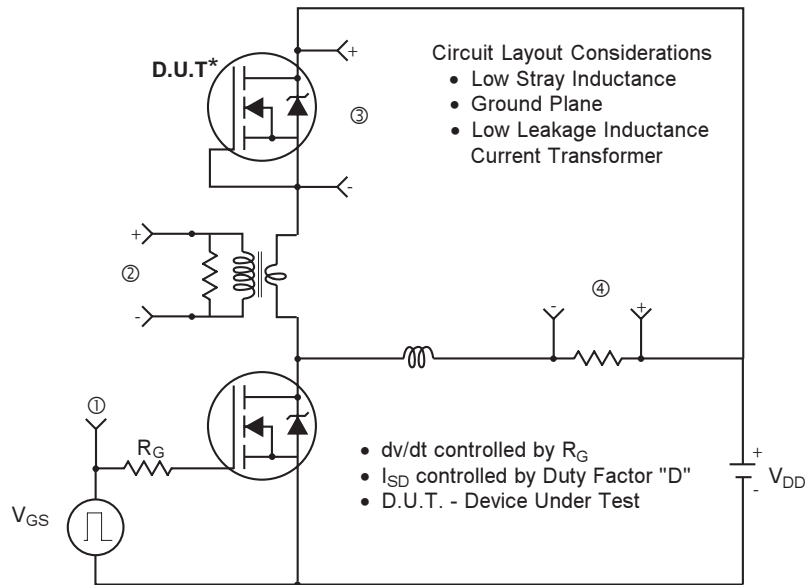 D.U.T*
+
③
-
Circuit Layout Considerations
• Low Stray Inductance
• Ground Plane
• Low Leakage Inductance
Current Transformer
+
②
-
④
- +
①
RG
VGS
• dv/dt controlled by RG
• ISD controlled by Duty Factor "D"
• D.U.T. - Device Under Test
+
VDD
-